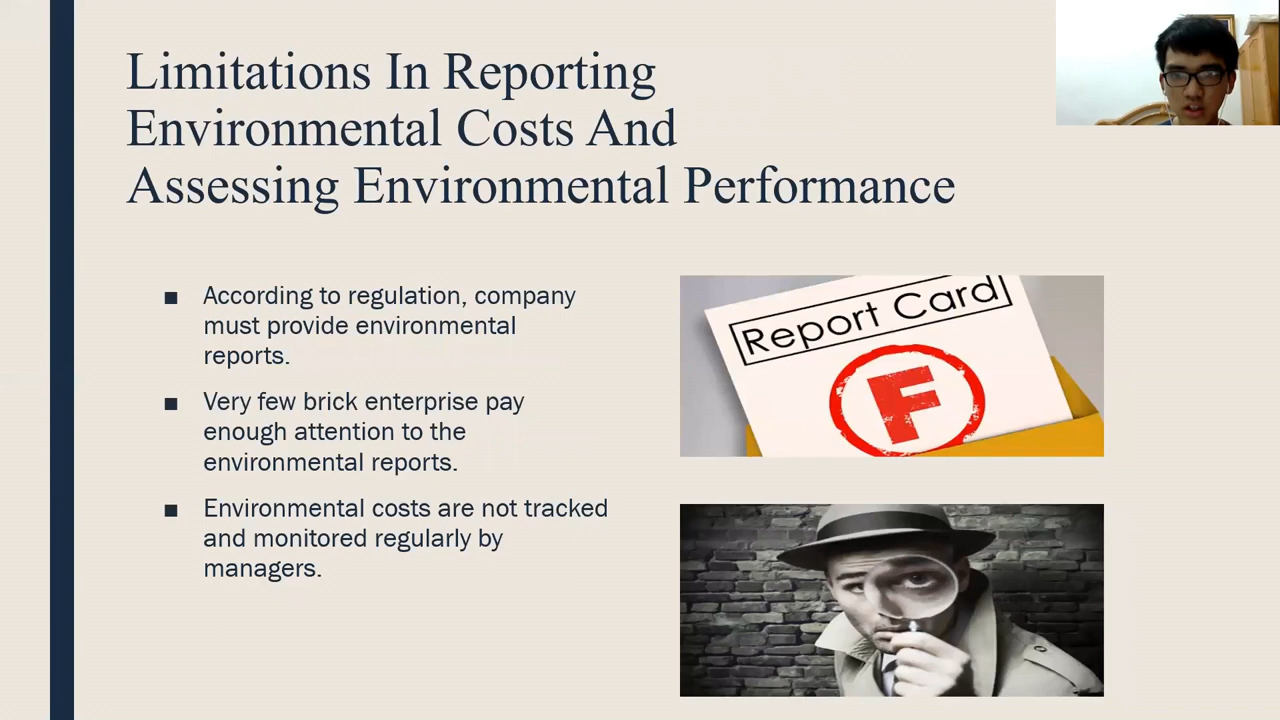 Limitations In Reporting
Environmental Costs And
Assessing Environmental Performance
■ According to regulation, company
must provide environmental
reports.
■ Very few brick enterprise pay
enough attention to the
environmental reports.
■ Environmental costs are not tracked
and monitored regularly by
managers.
Report Card
F